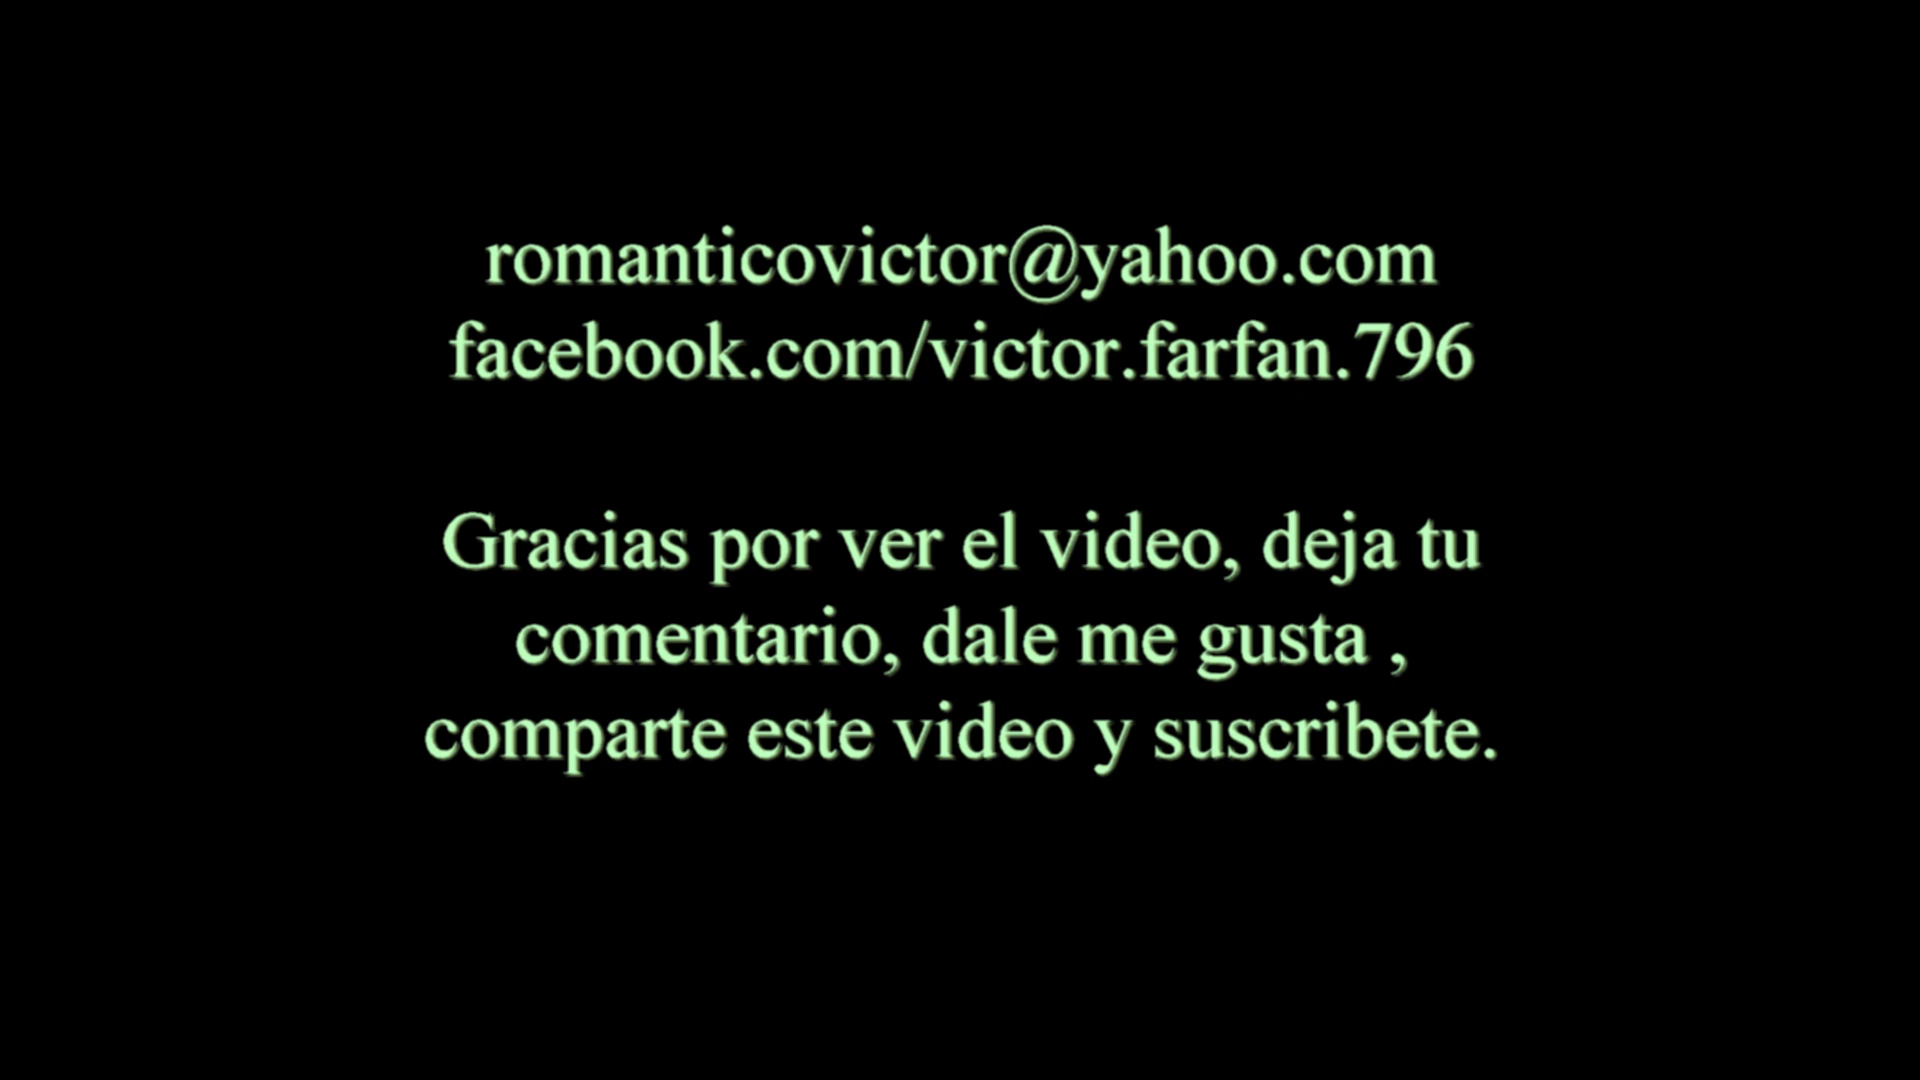 romanticovictor@yahoo.com
facebook.com/victor.farfan.796
Gracias por ver el video, deja tu
comentario, dale me gusta ,
comparte este video y suscribete.